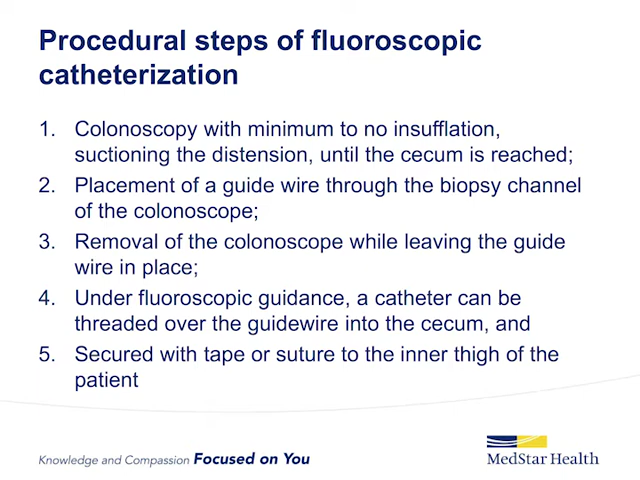 Procedural steps of fluoroscopic
catheterization
1. Colonoscopy with minimum to no insufflation,
suctioning the distension, until the cecum is reached;
2. Placement of a guide wire through the biopsy channel
of the colonoscope;
3. Removal of the colonoscope while leaving the guide
wire in place;
4. Under fluoroscopic guidance, a catheter can be
threaded over the guidewire into the cecum, and
5. Secured with tape or suture to the inner thigh of the
patient
Knowledge and Compassion Focused on You
MedStar Health